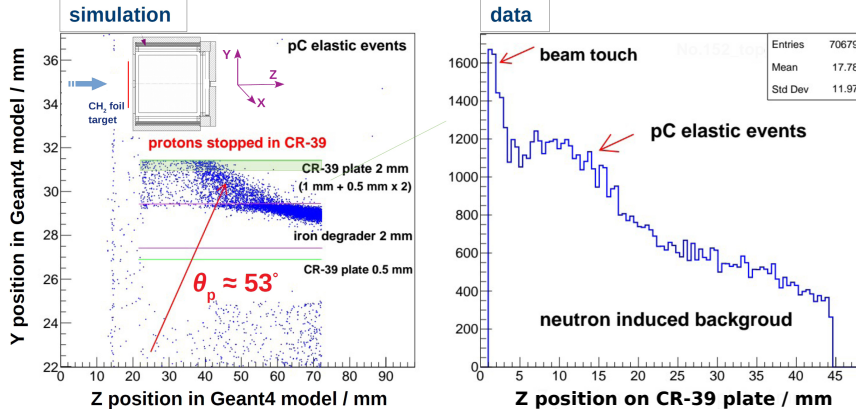 simulation
pC elastic events
Y
Z
X
CH₂ foil
target
protons stopped in CR-39
CR-39 plate 2 mm
(1 mm + 0.5 mm x 2)
iron degrader 2 mm
CR-39 plate 0.5 mm
θp ≈ 53°
Y position in Geant4 model / mm
36
34
32
30
28
26
24
22
0 10 20 30 40 50 60 70 80 90
Z position in Geant4 model / mm
data
Entries 70679
Mean 17.78
Std Dev 11.97
beam touch
pC elastic events
neutron induced backgroud
1600
1400
1200
1000
800
600
400
200
0
0 5 10 15 20 25 30 35 40 45
Z position on CR-39 plate / mm